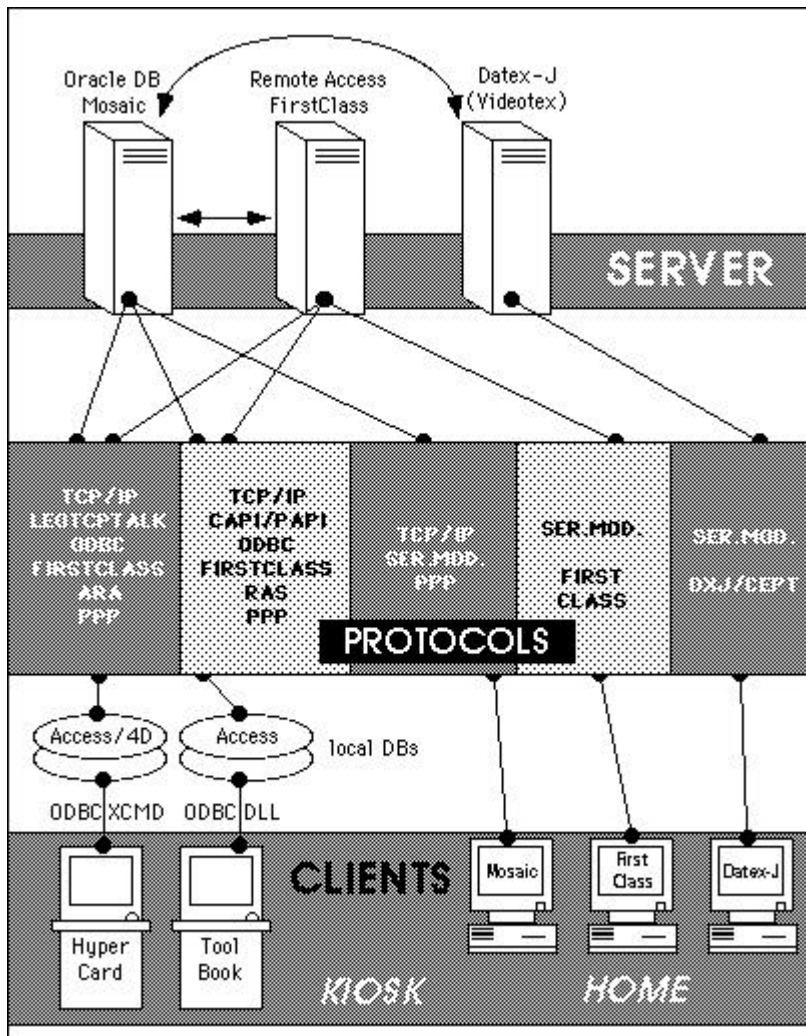 Oracle DB
Mosaic
Remote Access
FirstClass
Datex-J
(Videotex)
SERVER
TCP/IP
LEOTCPTALK
ODBC
FIRSTCLASS
ARA
PPP
TCP/IP
CAPI/PAPI
ODBC
FIRSTCLASS
RAS
PPP
TCP/IP
SER.MOD.
PPP
SER.MOD.
FIRST
CLASS
SER.MOD.
DXJ/CEPT
PROTOCOLS
Access/4D
Access
local DBs
ODBC XCMD
ODBC DLL
CLIENTS
Mosaic
First
Class
Datex-J
Hyper
Card
Tool
Book
KIOSK
HOME